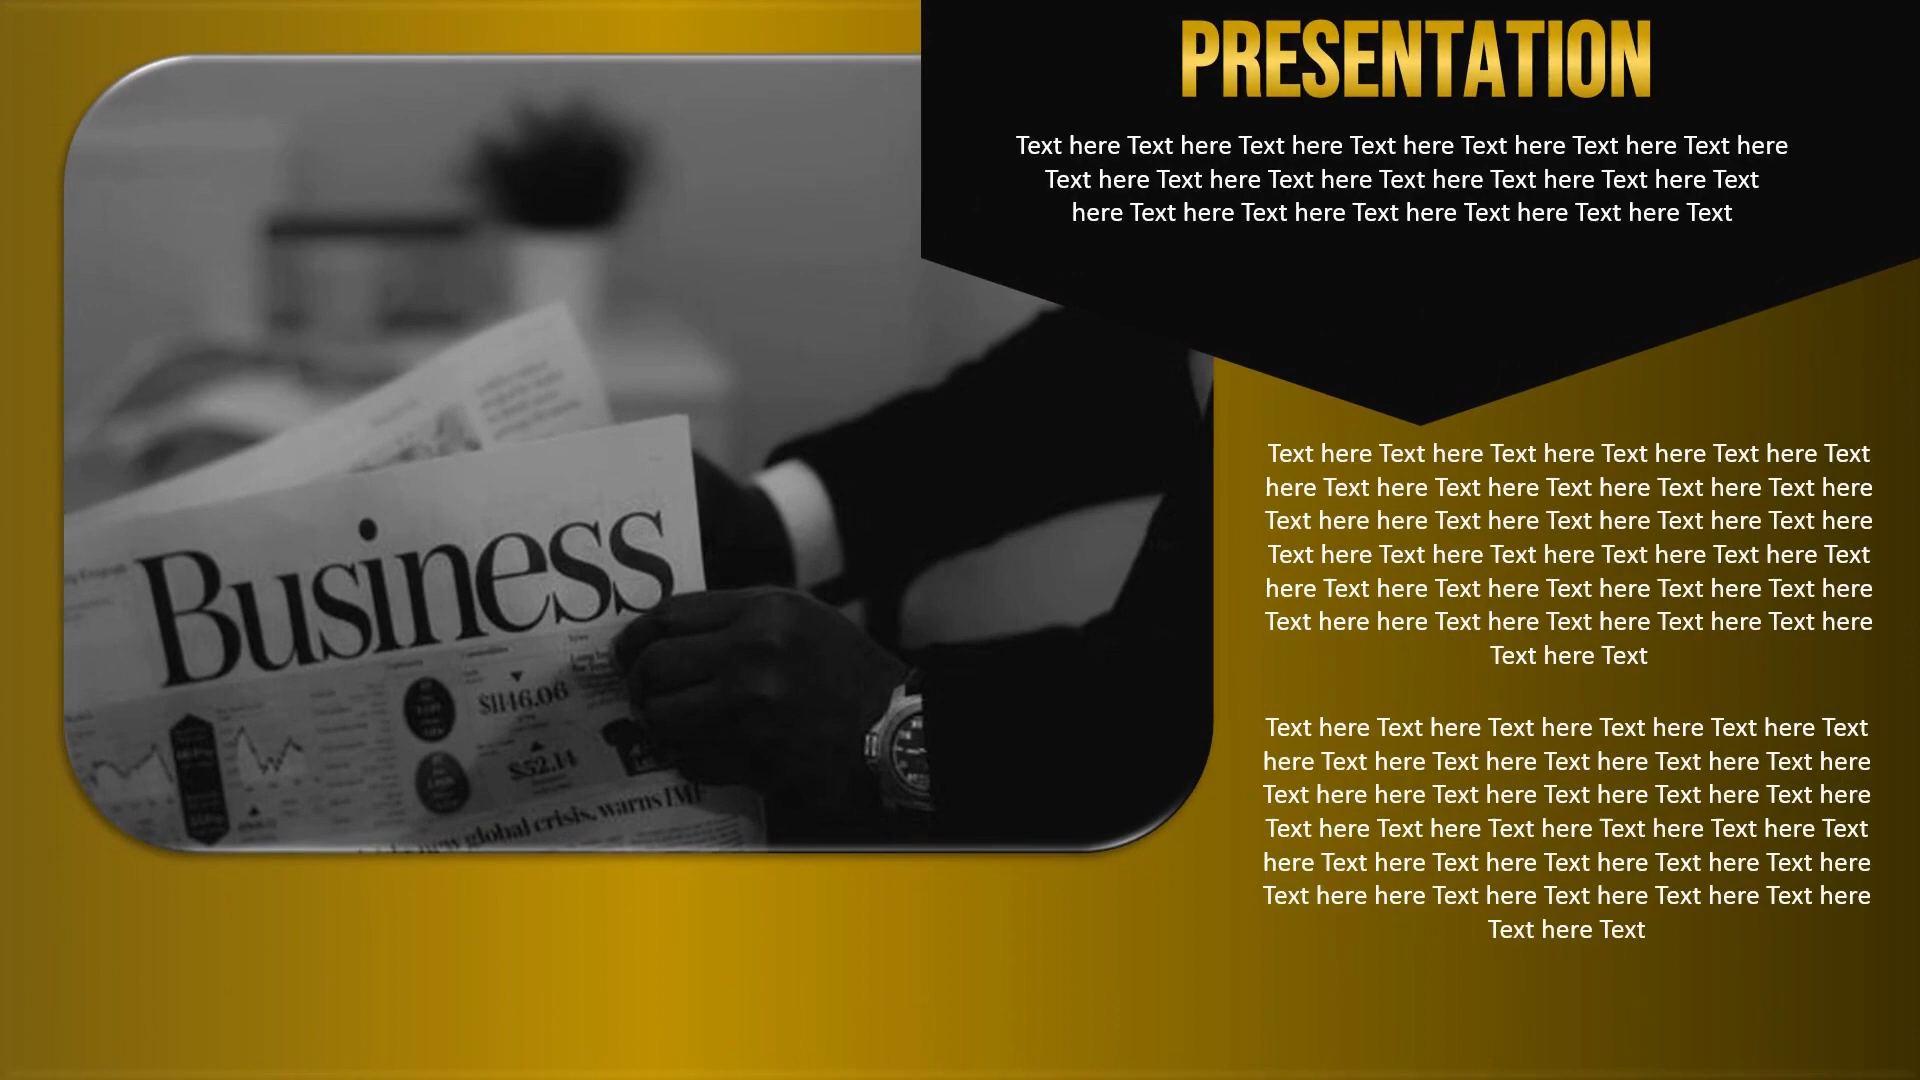 PRESENTATION
Text here Text here Text here Text here Text here Text here Text here
Text here Text here Text here Text here Text here Text here Text
here Text here Text here Text here Text here Text here Text
Text here Text here Text here Text here Text here Text
here Text here Text here Text here Text here Text here
Text here here Text here Text here Text here Text here
Text here Text here Text here Text here Text here Text
here Text here Text here Text here Text here Text here
Text here here Text here Text here Text here Text here
Text here Text
Text here Text here Text here Text here Text here Text
here Text here Text here Text here Text here Text here
Text here here Text here Text here Text here Text here
Text here Text here Text here Text here Text here Text
here Text here Text here Text here Text here Text here
Text here here Text here Text here Text here Text here
Text here Text
Business
$1146.06
$52.14
new global crisis, warns IMF